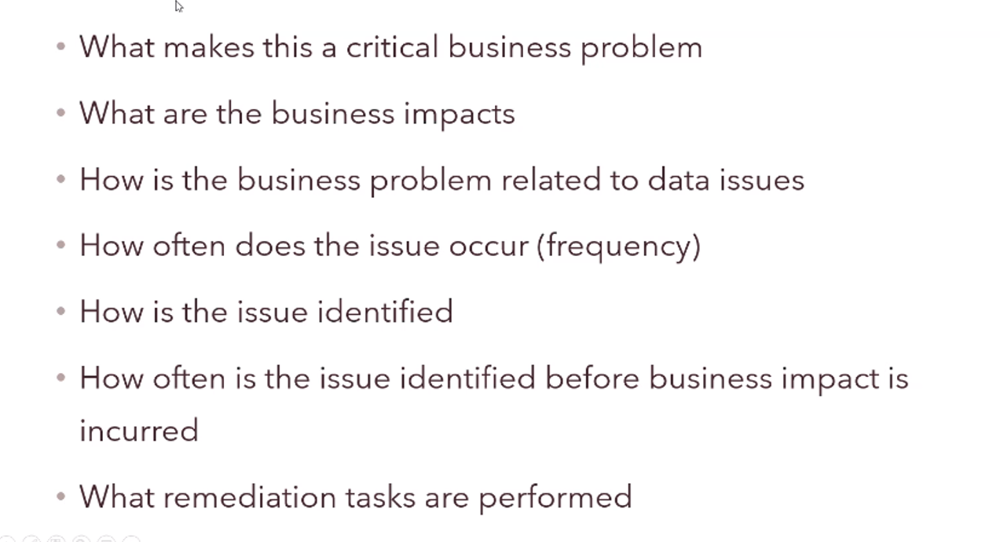 • What makes this a critical business problem
• What are the business impacts
• How is the business problem related to data issues
• How often does the issue occur (frequency)
• How is the issue identified
• How often is the issue identified before business impact is
incurred
• What remediation tasks are performed